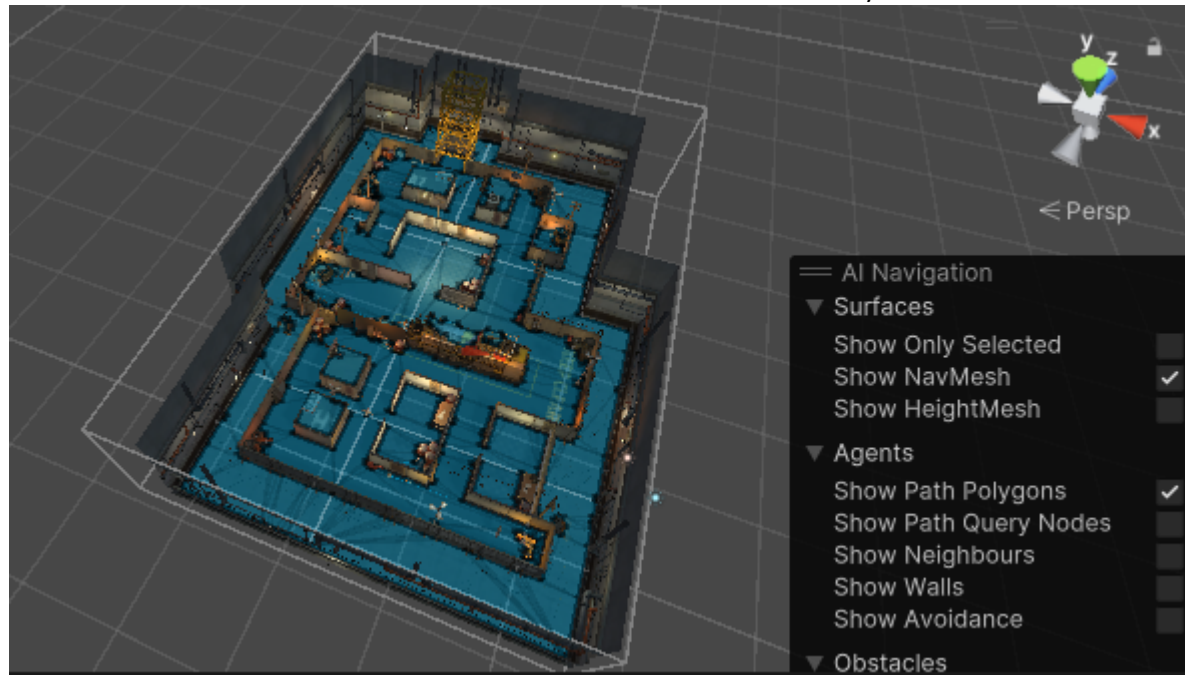 y
z
x
Persp
AI Navigation
Surfaces
Show Only Selected
Show NavMesh
Show HeightMesh
Agents
Show Path Polygons
Show Path Query Nodes
Show Neighbours
Show Walls
Show Avoidance
Obstacles